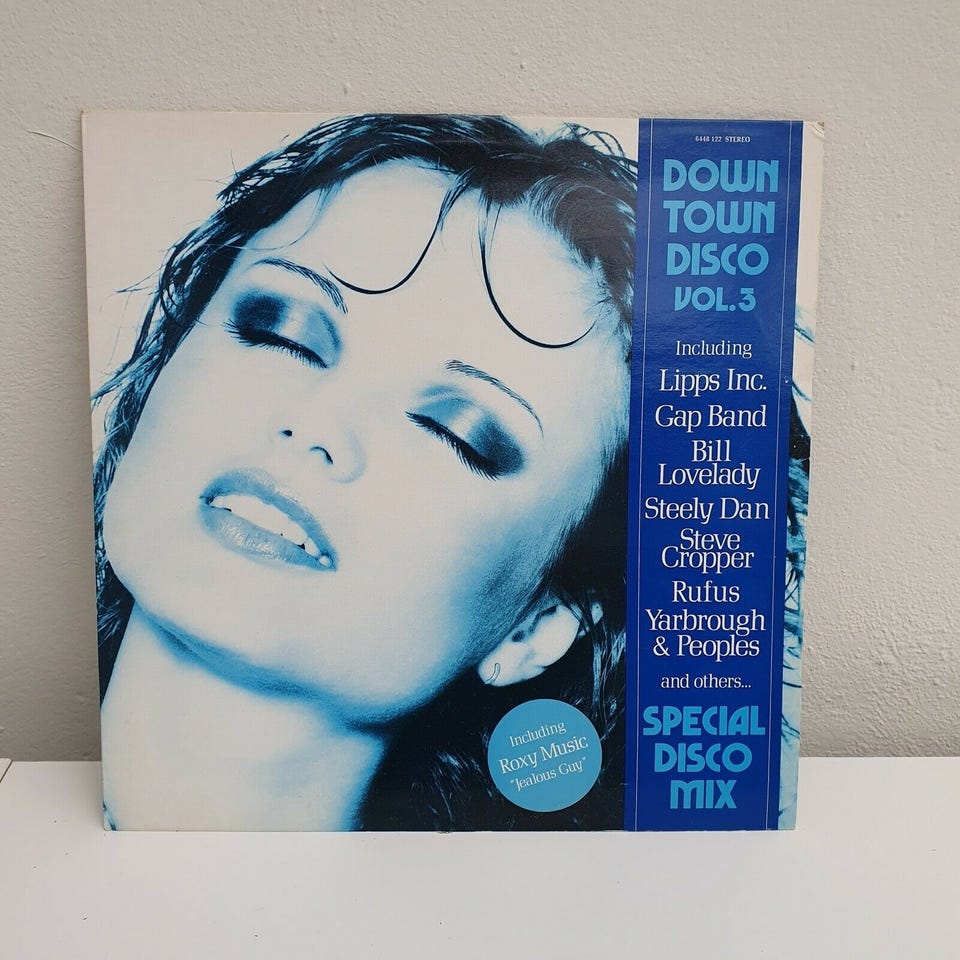 6448 122 STEREO
DOWN
TOWN
DISCO
VOL.3
Including
Lipps Inc.
Gap Band
Bill
Lovelady
Steely Dan
Steve
Cropper
Rufus
Yarbrough
& Peoples
and others...
SPECIAL
DISCO
MIX
Including
Roxy Music
"Jealous Guy"